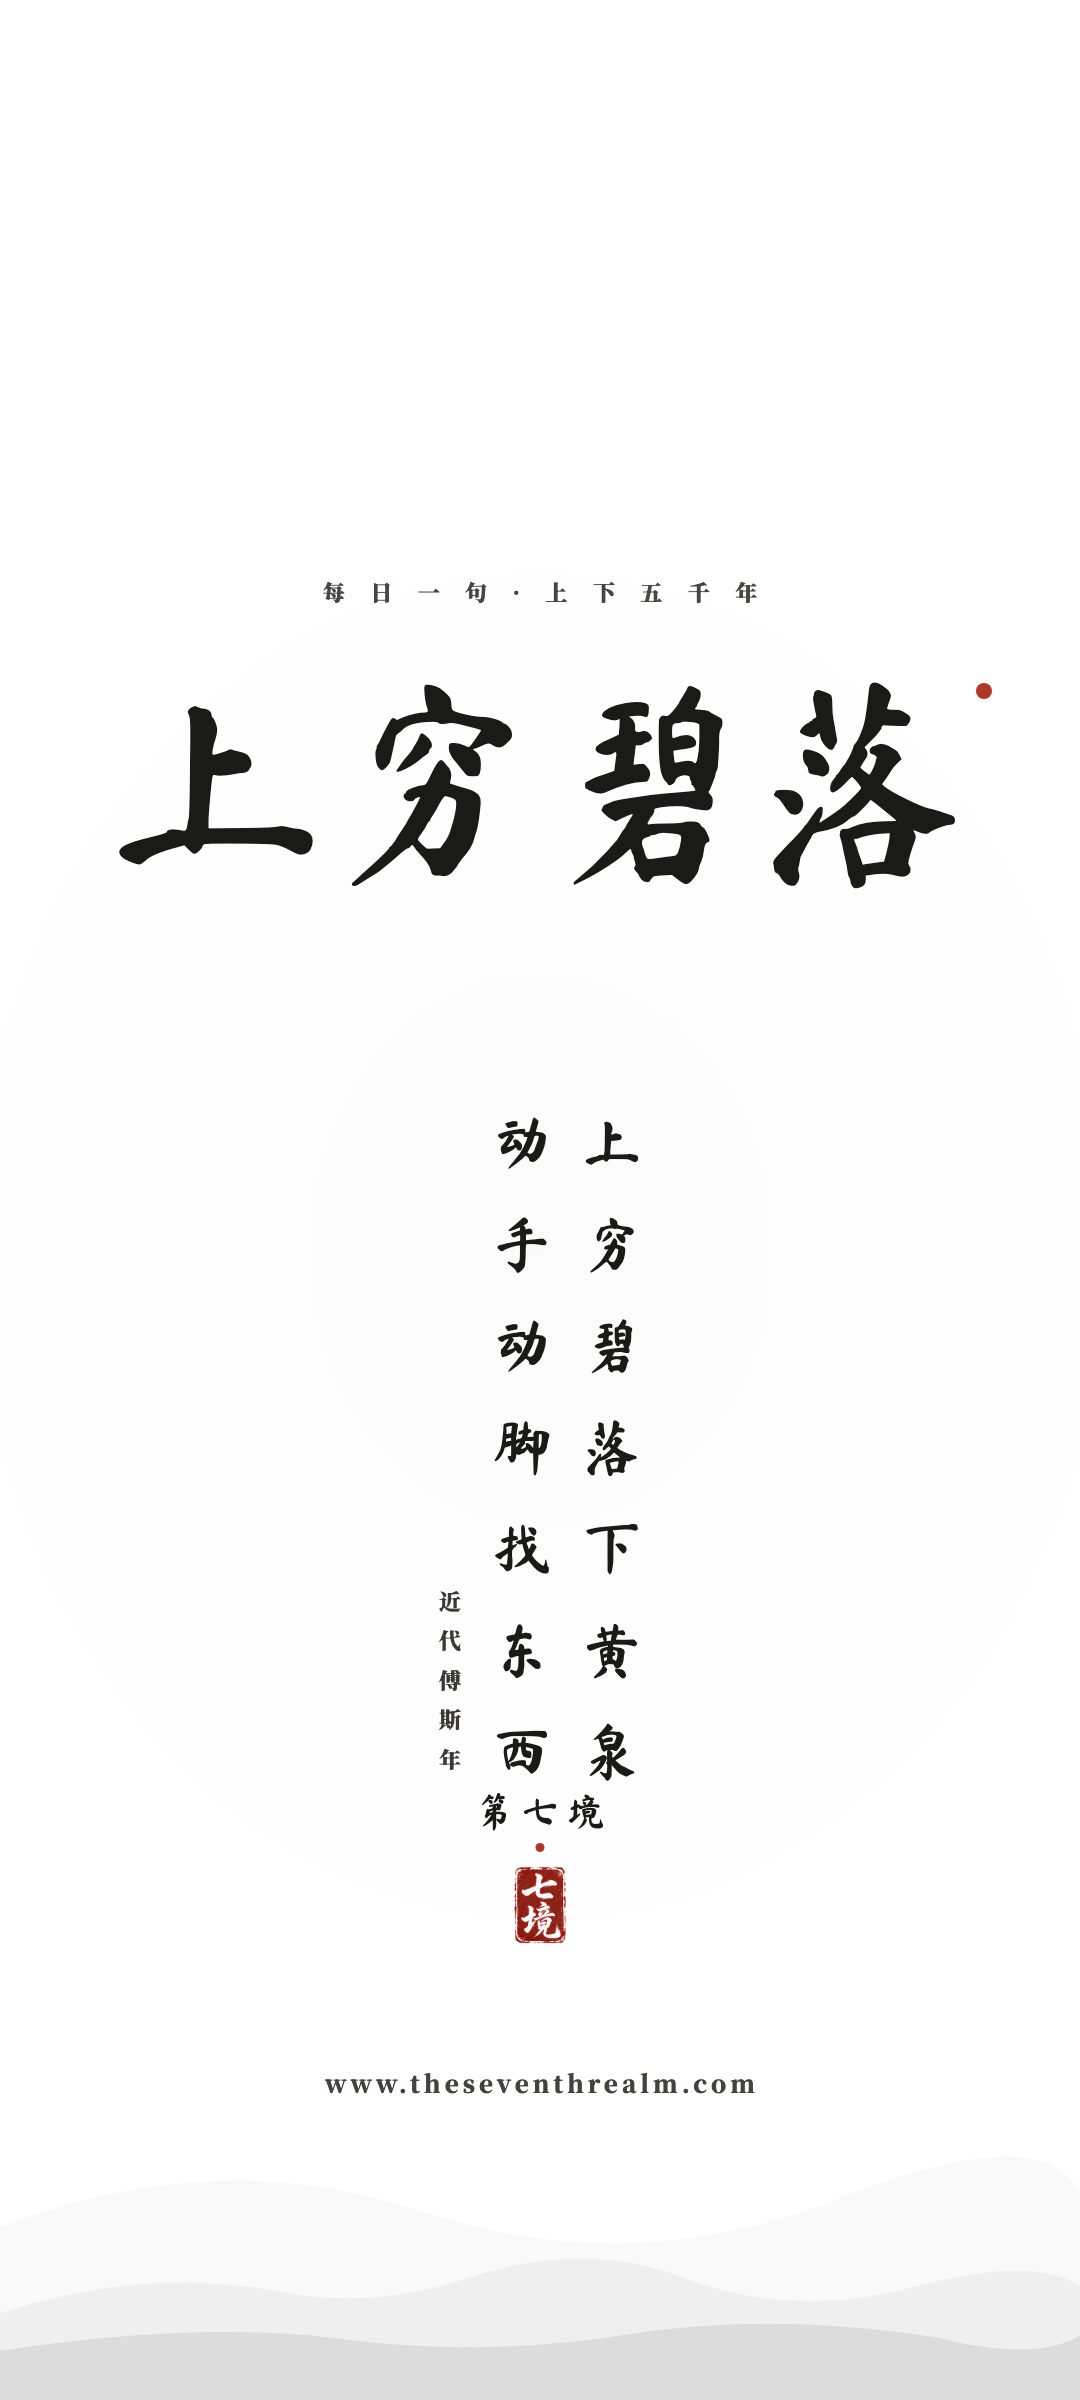 每日一句·上下五千年
上穷碧落
上穷碧落下黄泉
动手动脚找东西
近代傅斯年
第七境
七境
www.theseventhrealm.com